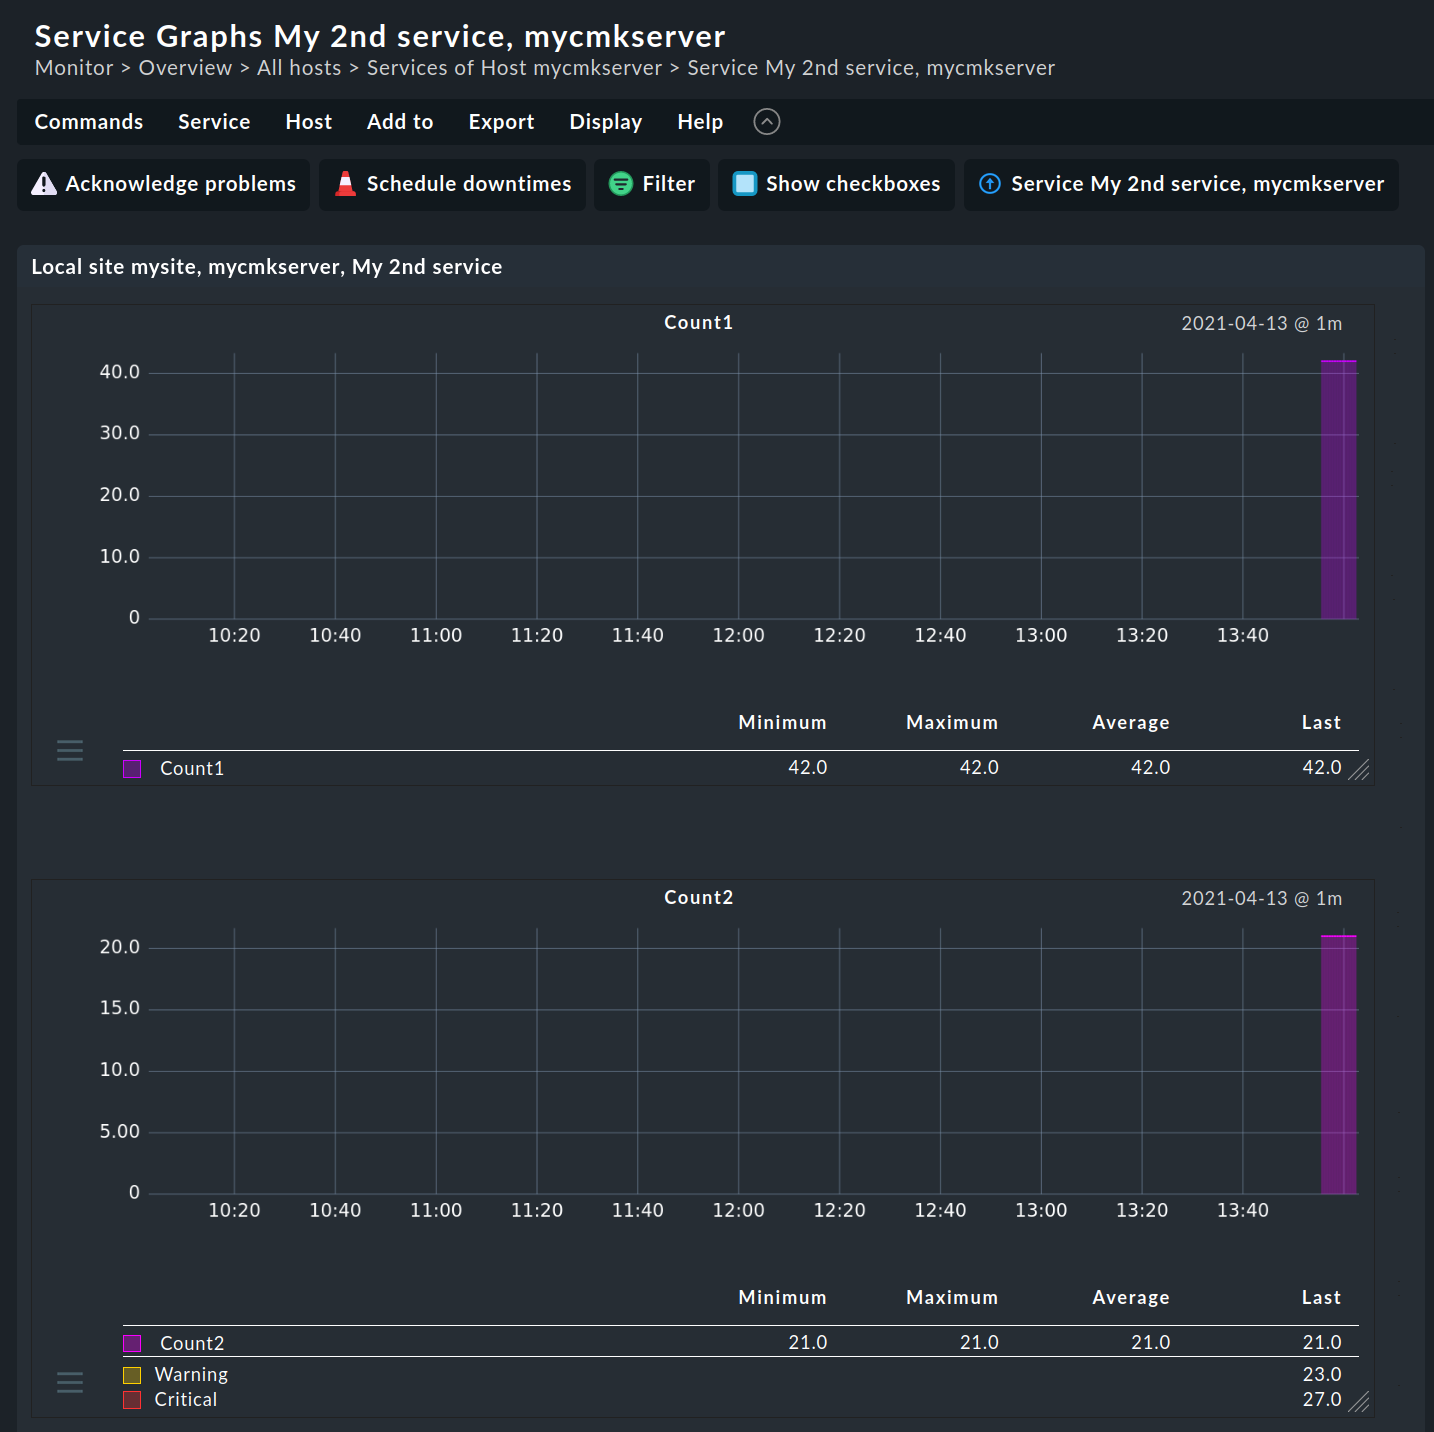 Service Graphs My 2nd service, mycmkserver
Monitor > Overview > All hosts > Services of Host mycmkserver > Service My 2nd service, mycmkserver
Commands Service Host Add to Export Display Help
Acknowledge problems Schedule downtimes Filter Show checkboxes Service My 2nd service, mycmkserver
Local site mysite, mycmkserver, My 2nd service
Count1 2021-04-13 @ 1m
40.0
30.0
20.0
10.0
0
10:20 10:40 11:00 11:20 11:40 12:00 12:20 12:40 13:00 13:20 13:40
Minimum Maximum Average Last
Count1 42.0 42.0 42.0 42.0
Count2 2021-04-13 @ 1m
20.0
15.0
10.0
5.00
0
10:20 10:40 11:00 11:20 11:40 12:00 12:20 12:40 13:00 13:20 13:40
Minimum Maximum Average Last
Count2 21.0 21.0 21.0 21.0
Warning 23.0
Critical 27.0